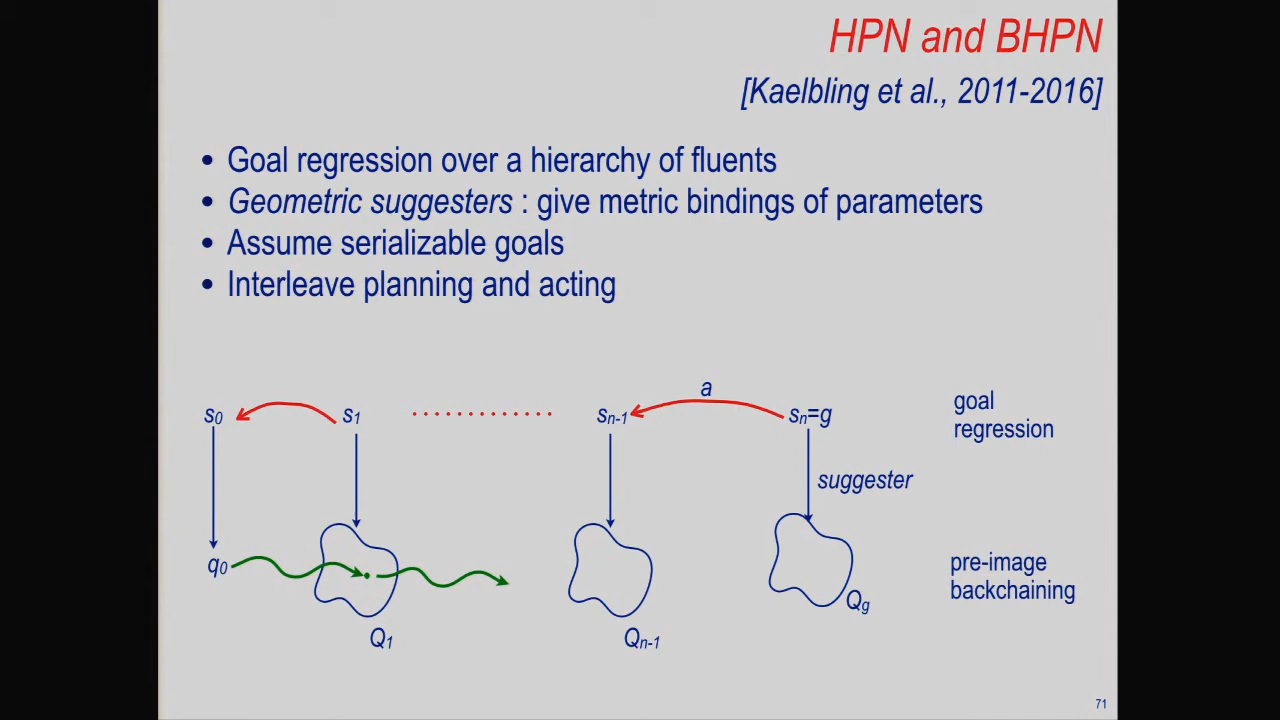 HPN and BHPN
[Kaelbling et al., 2011-2016]
• Goal regression over a hierarchy of fluents
• Geometric suggesters : give metric bindings of parameters
• Assume serializable goals
• Interleave planning and acting
a
s0 s1 sn-1 sn=g
goal
regression
suggester
q0
pre-image
backchaining
Qg
Q1 Qn-1
71